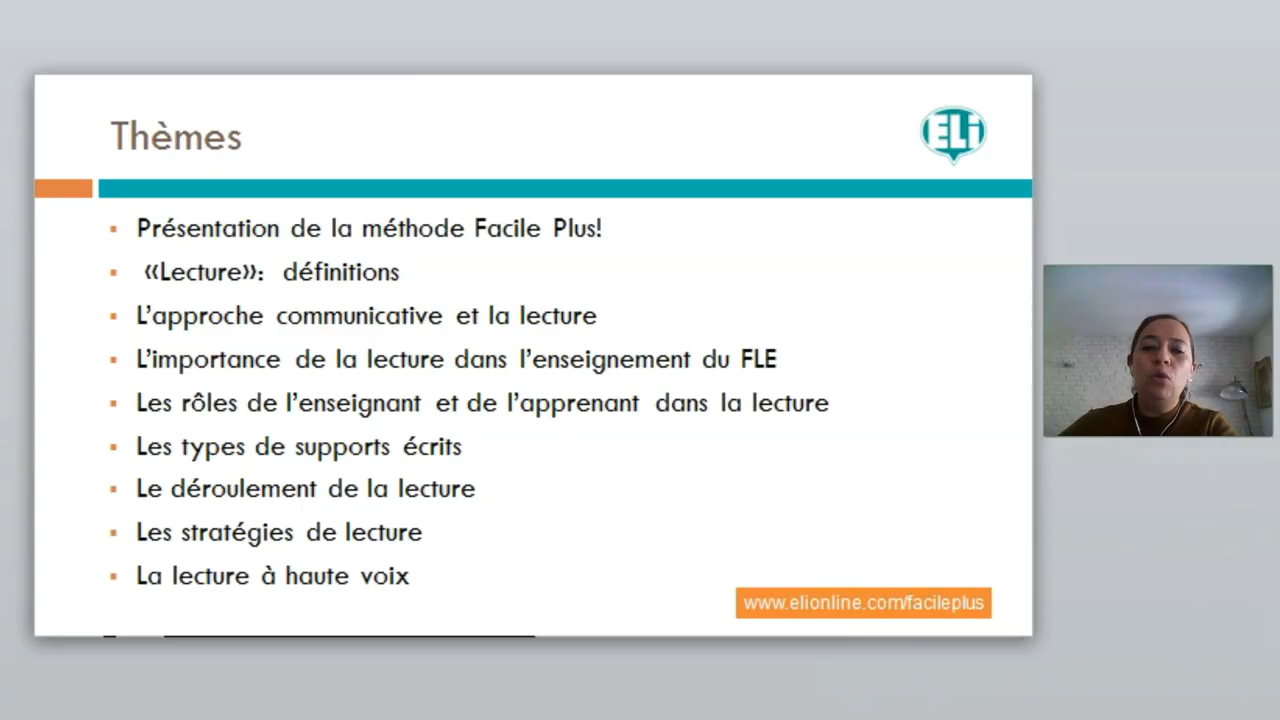 Thèmes
ELi
Présentation de la méthode Facile Plus!
«Lecture»: définitions
L'approche communicative et la lecture
L'importance de la lecture dans l'enseignement du FLE
Les rôles de l'enseignant et de l'apprenant dans la lecture
Les types de supports écrits
Le déroulement de la lecture
Les stratégies de lecture
La lecture à haute voix
www.elionline.com/facileplus